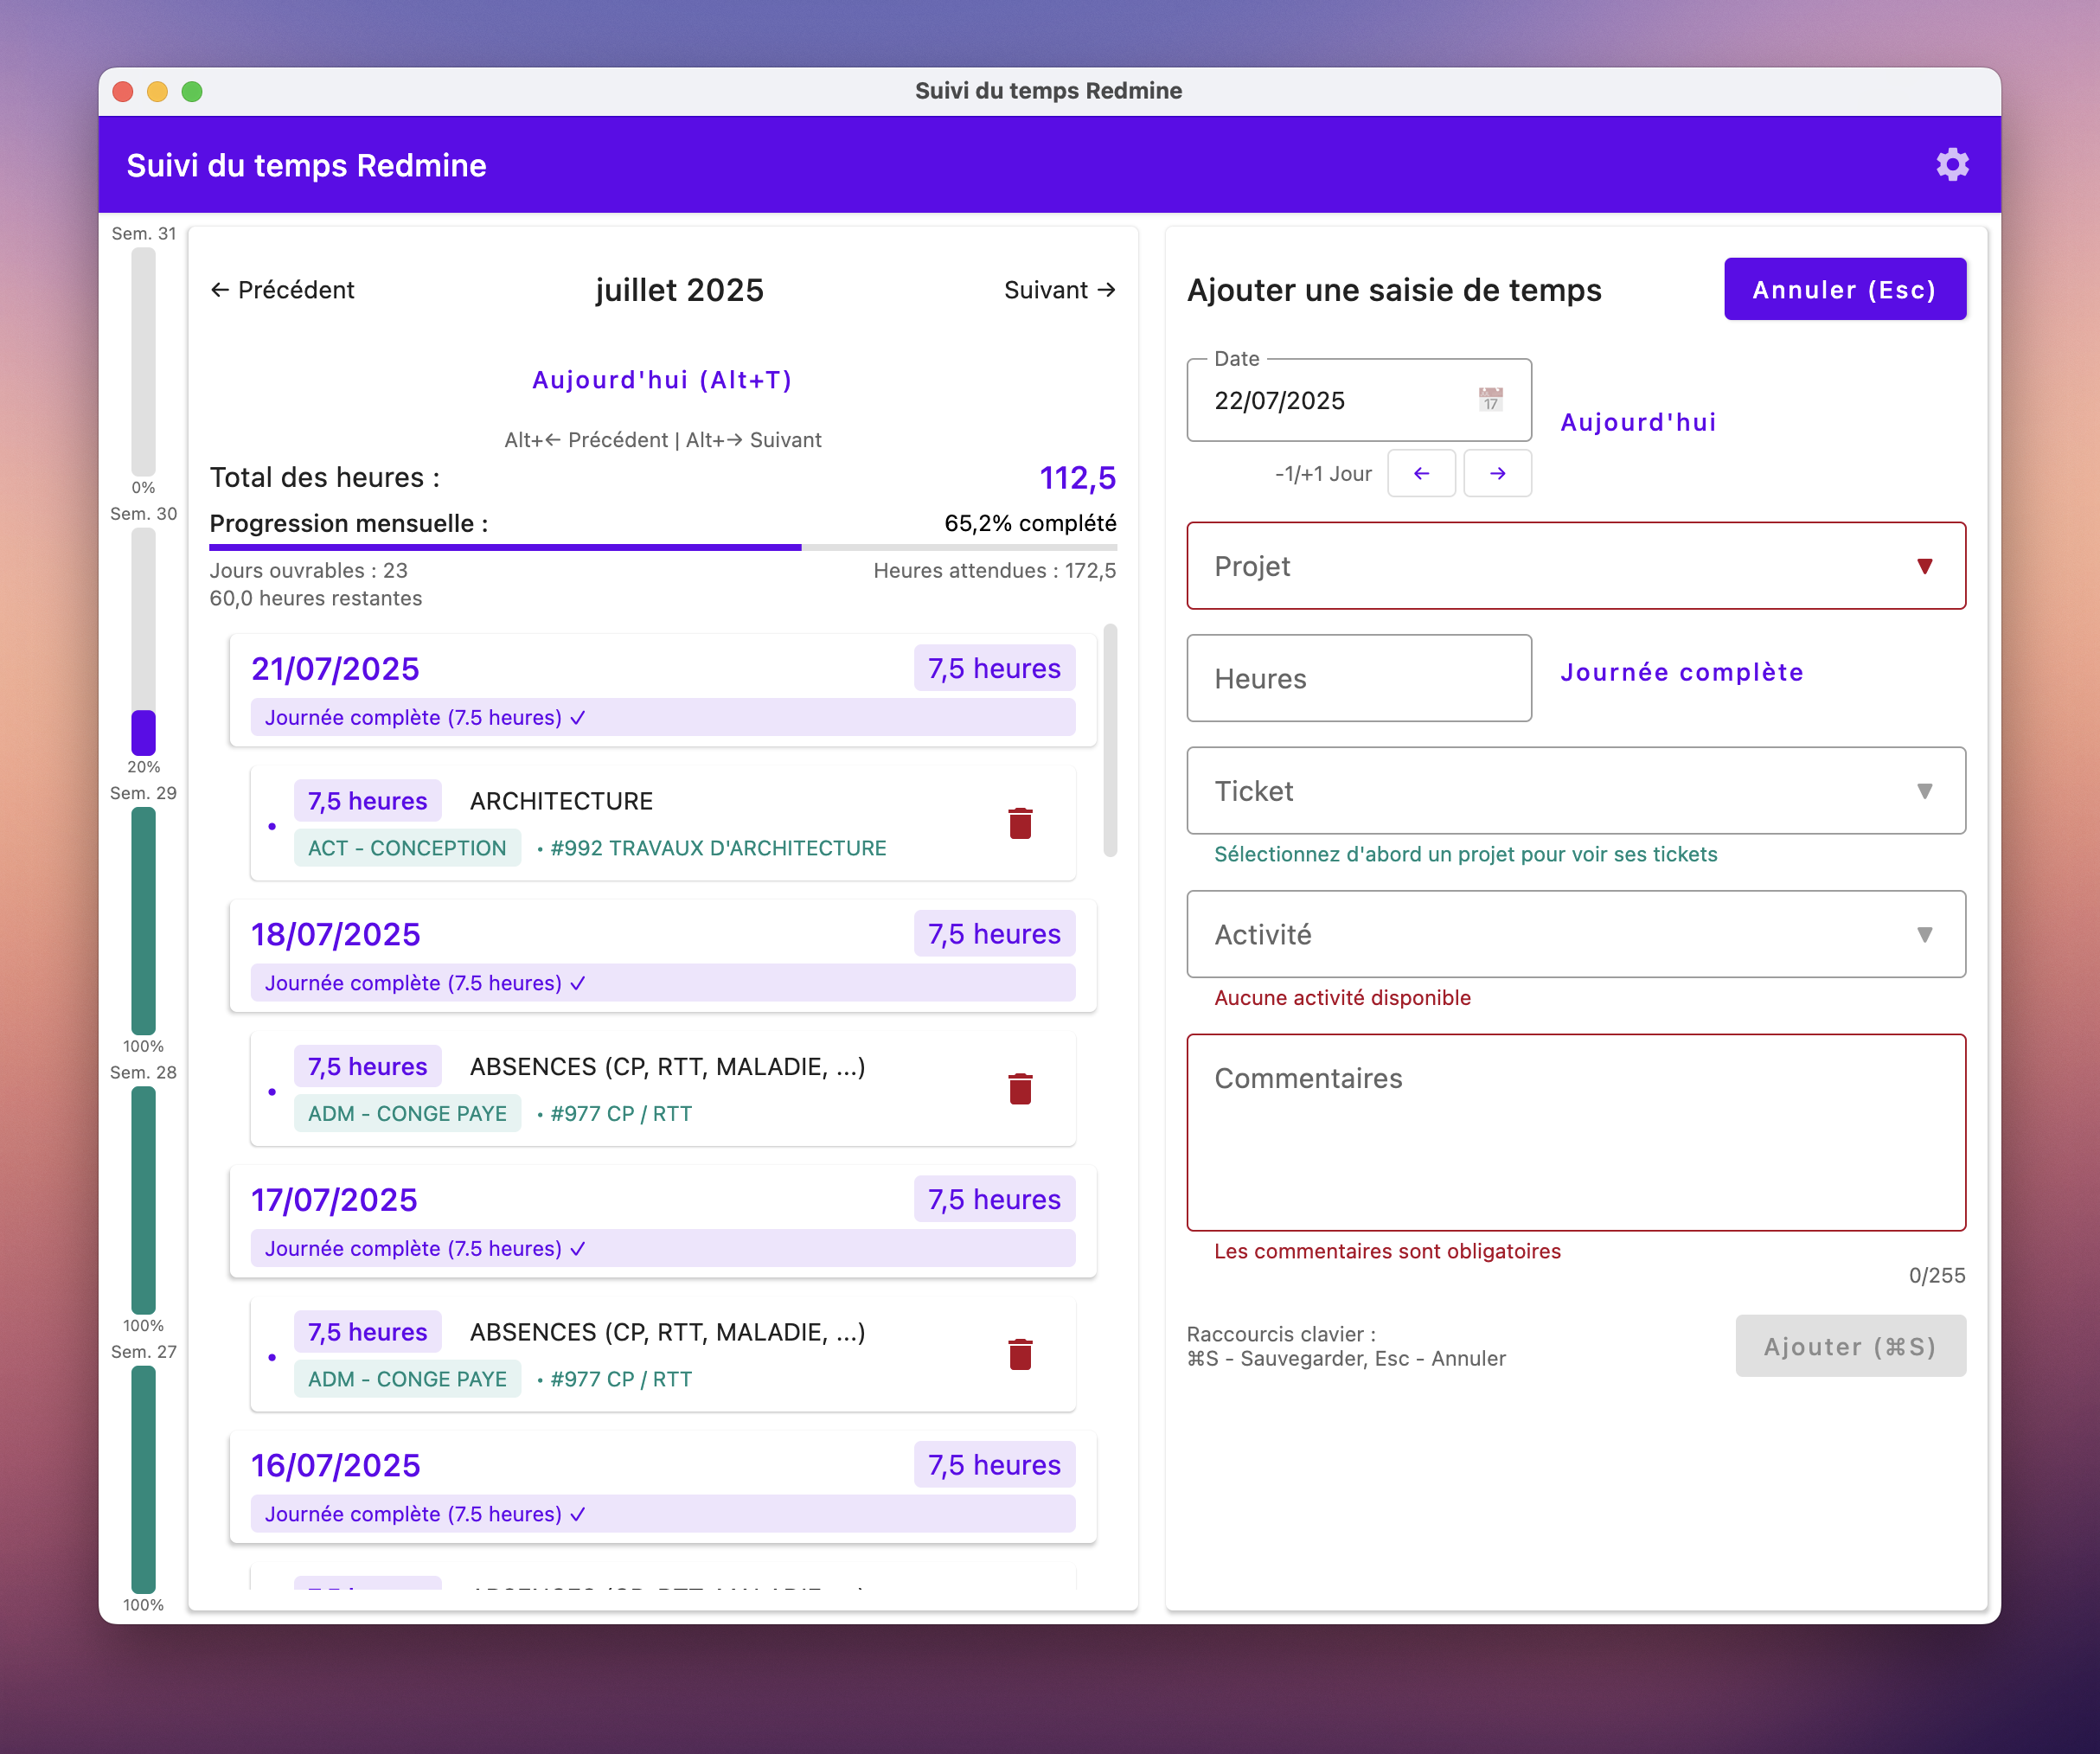 Suivi du temps Redmine
Suivi du temps Redmine
Sem. 31
0%
Sem. 30
20%
Sem. 29
100%
Sem. 28
100%
Sem. 27
100%
← Précédent juillet 2025 Suivant →
Aujourd'hui (Alt+T)
Alt+← Précédent | Alt+→ Suivant
Total des heures : 112,5
Progression mensuelle : 65,2% complété
Jours ouvrables : 23 Heures attendues : 172,5
60,0 heures restantes
21/07/2025 7,5 heures
Journée complète (7.5 heures) ✓
7,5 heures ARCHITECTURE
ACT - CONCEPTION • #992 TRAVAUX D'ARCHITECTURE
18/07/2025 7,5 heures
Journée complète (7.5 heures) ✓
7,5 heures ABSENCES (CP, RTT, MALADIE, ...)
ADM - CONGE PAYE • #977 CP / RTT
17/07/2025 7,5 heures
Journée complète (7.5 heures) ✓
7,5 heures ABSENCES (CP, RTT, MALADIE, ...)
ADM - CONGE PAYE • #977 CP / RTT
16/07/2025 7,5 heures
Journée complète (7.5 heures) ✓
Ajouter une saisie de temps Annuler (Esc)
Date
22/07/2025 17
Aujourd'hui
-1/+1 Jour ← →
Projet
Heures
Journée complète
Ticket
Sélectionnez d'abord un projet pour voir ses tickets
Activité
Aucune activité disponible
Commentaires
Les commentaires sont obligatoires
0/255
Raccourcis clavier :
⌘S - Sauvegarder, Esc - Annuler
Ajouter (⌘S)